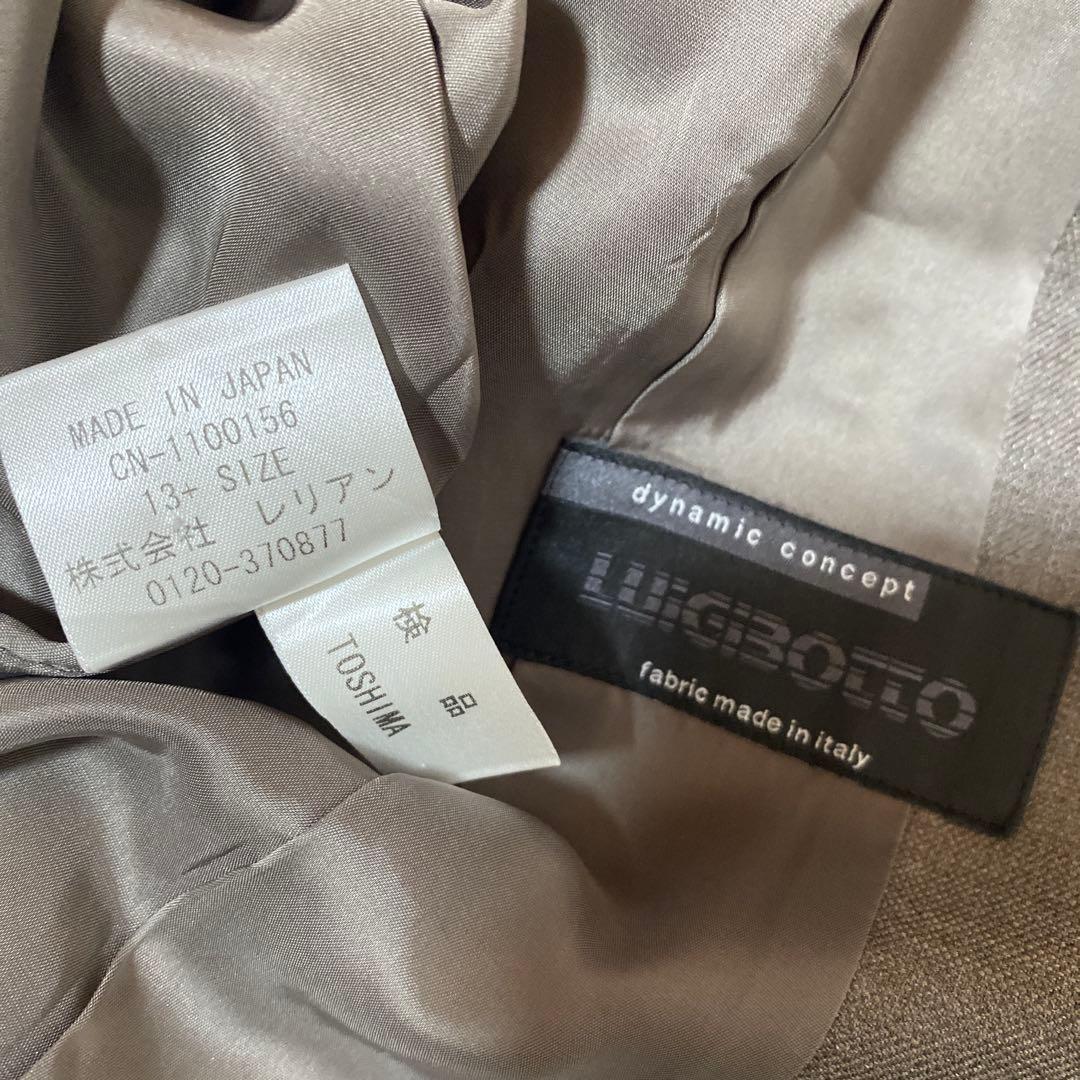 MADE IN JAPAN
CN-1100156
13+ SIZE
株式会社 レリアン
0120-370877
検品
TOSHIMA
dynamic concept
LUiGiBOTTO
fabric made in italy